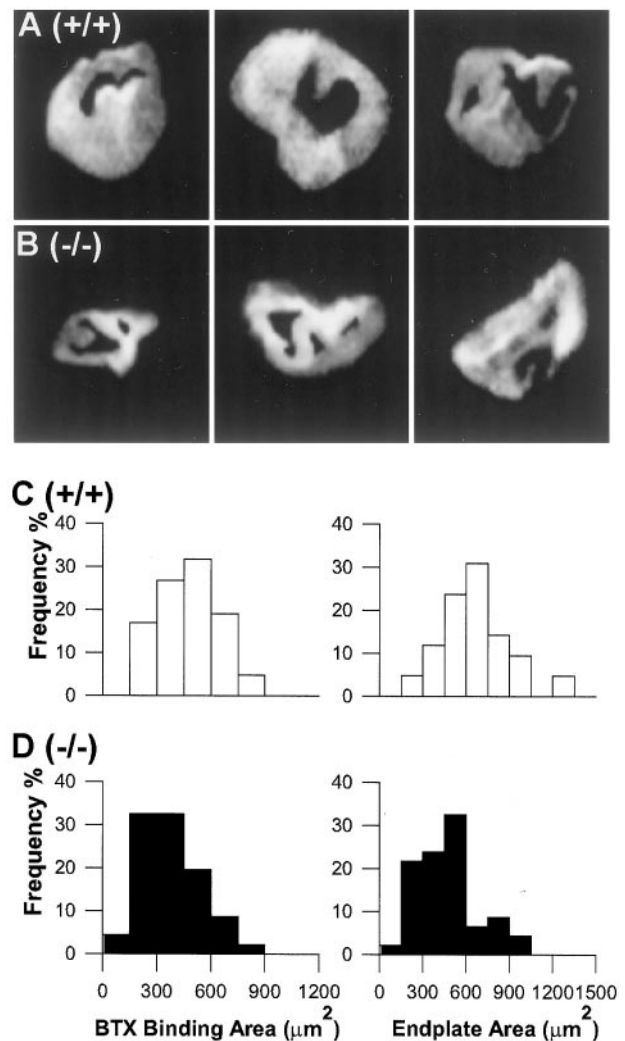 A (+/+)
B (-/-)
C (+/+)
Frequency %
40
30
20
10
0
40
30
20
10
0
D (-/-)
Frequency %
40
30
20
10
0
40
30
20
10
0
0 300 600 900 1200
0 300 600 900 1200 1500
BTX Binding Area (μm²)
Endplate Area (μm²)